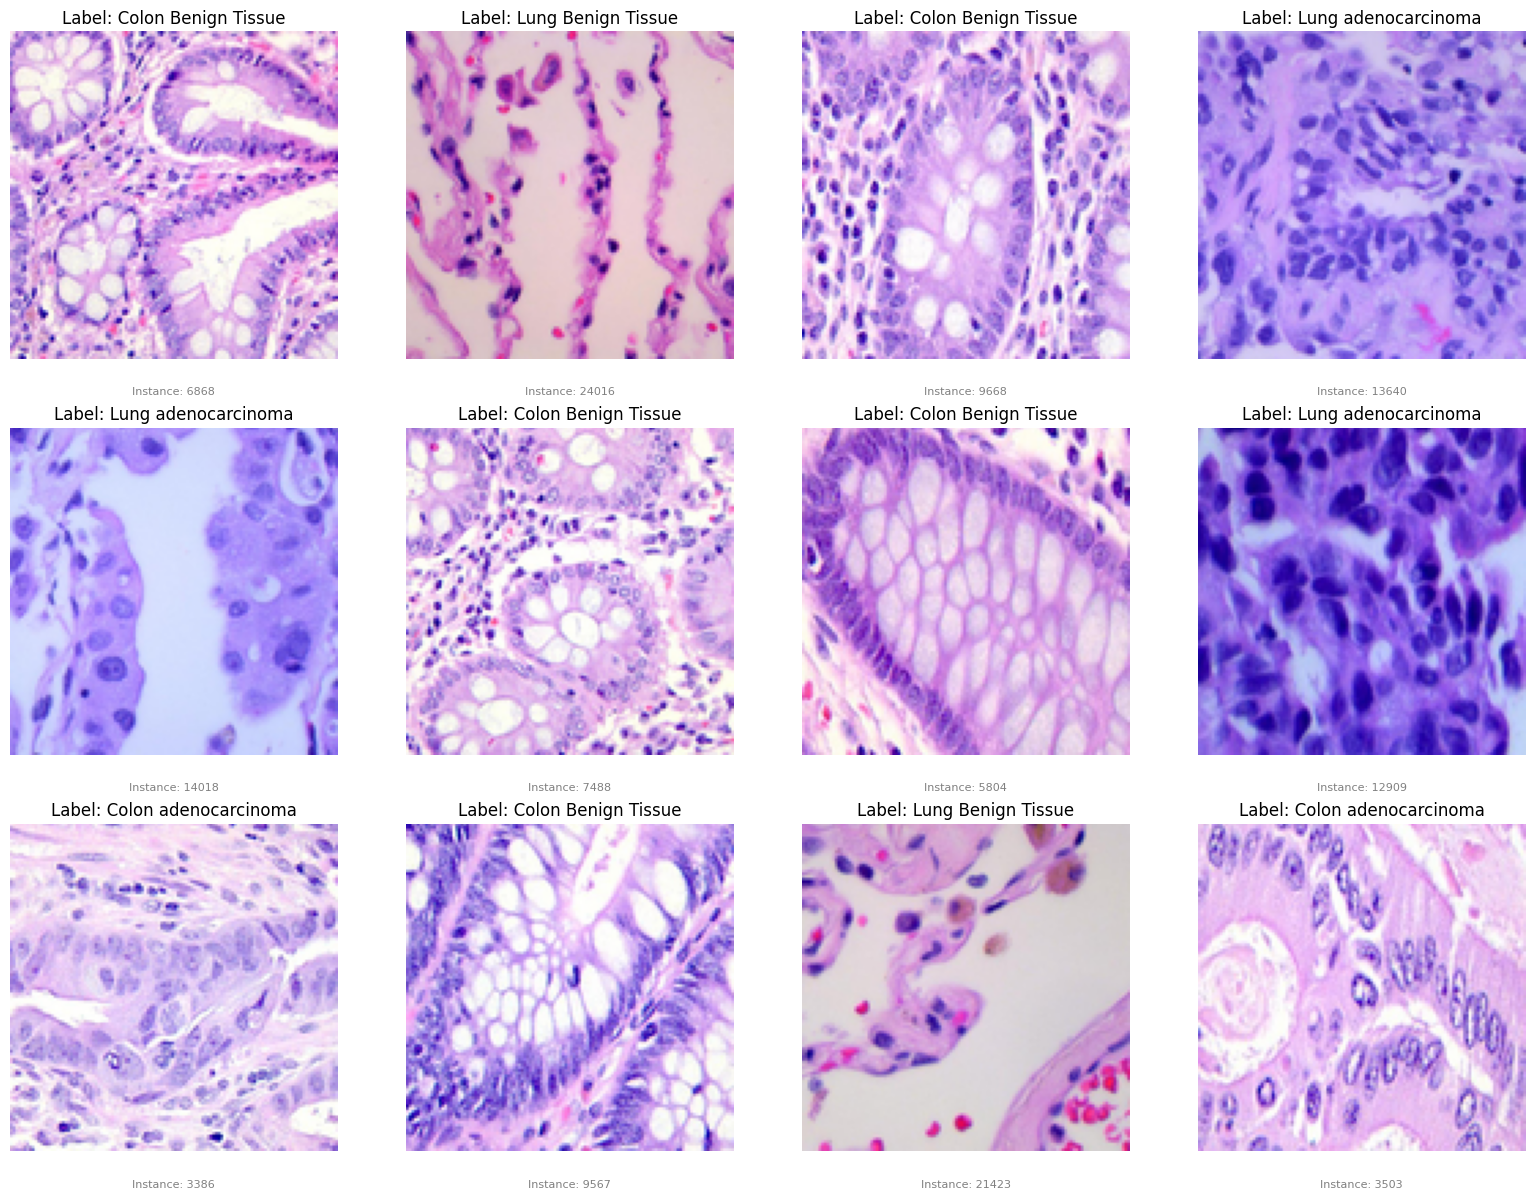 Label: Colon Benign Tissue
Label: Lung Benign Tissue
Label: Colon Benign Tissue
Label: Lung adenocarcinoma
Instance: 6868
Instance: 24016
Instance: 9668
Instance: 13640
Label: Lung adenocarcinoma
Label: Colon Benign Tissue
Label: Colon Benign Tissue
Label: Lung adenocarcinoma
Instance: 14018
Instance: 7488
Instance: 5804
Instance: 12909
Label: Colon adenocarcinoma
Label: Colon Benign Tissue
Label: Lung Benign Tissue
Label: Colon adenocarcinoma
Instance: 3386
Instance: 9567
Instance: 21423
Instance: 3503